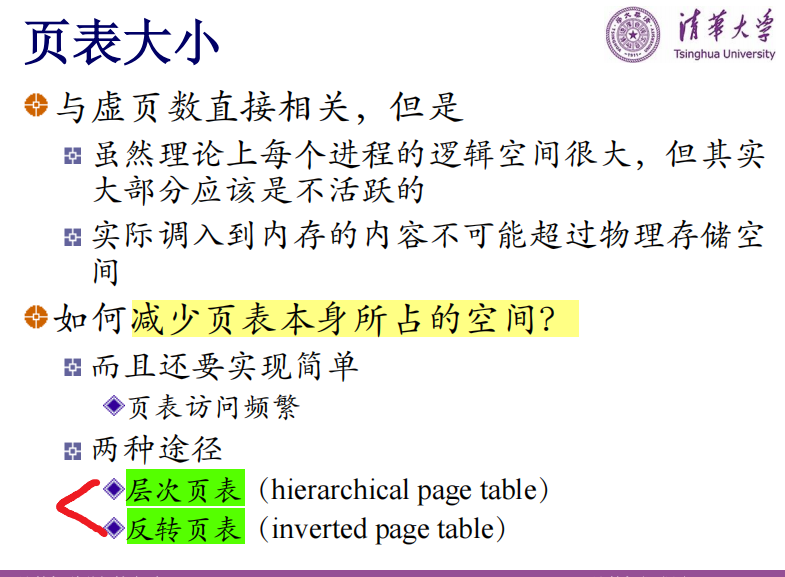 页表大小
清华大学
Tsinghua University
与虚页数直接相关，但是
虽然理论上每个进程的逻辑空间很大，但其实
大部分应该是不活跃的
实际调入到内存的内容不可能超过物理存储空
间
如何减少页表本身所占的空间？
而且还要实现简单
页表访问频繁
两种途径
层次页表（hierarchical page table）
反转页表（inverted page table）